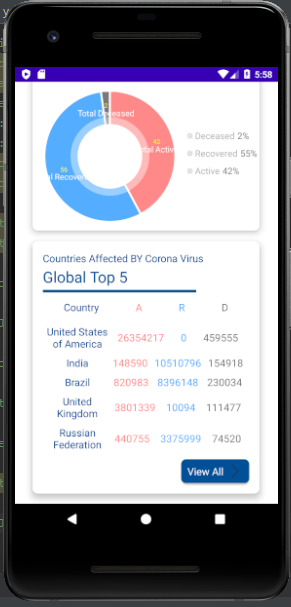 5:58
2
Total Deceased
42
Total Active
56
l Recovere
Deceased 2%
Recovered 55%
Active 42%
Countries Affected BY Corona Virus
Global Top 5
Country A R D
United States
of America 26354217 0 459555
India 148590 10510796 154918
Brazil 820983 8396148 230034
United
Kingdom 3801339 10094 111477
Russian
Federation 440755 3375999 74520
View All